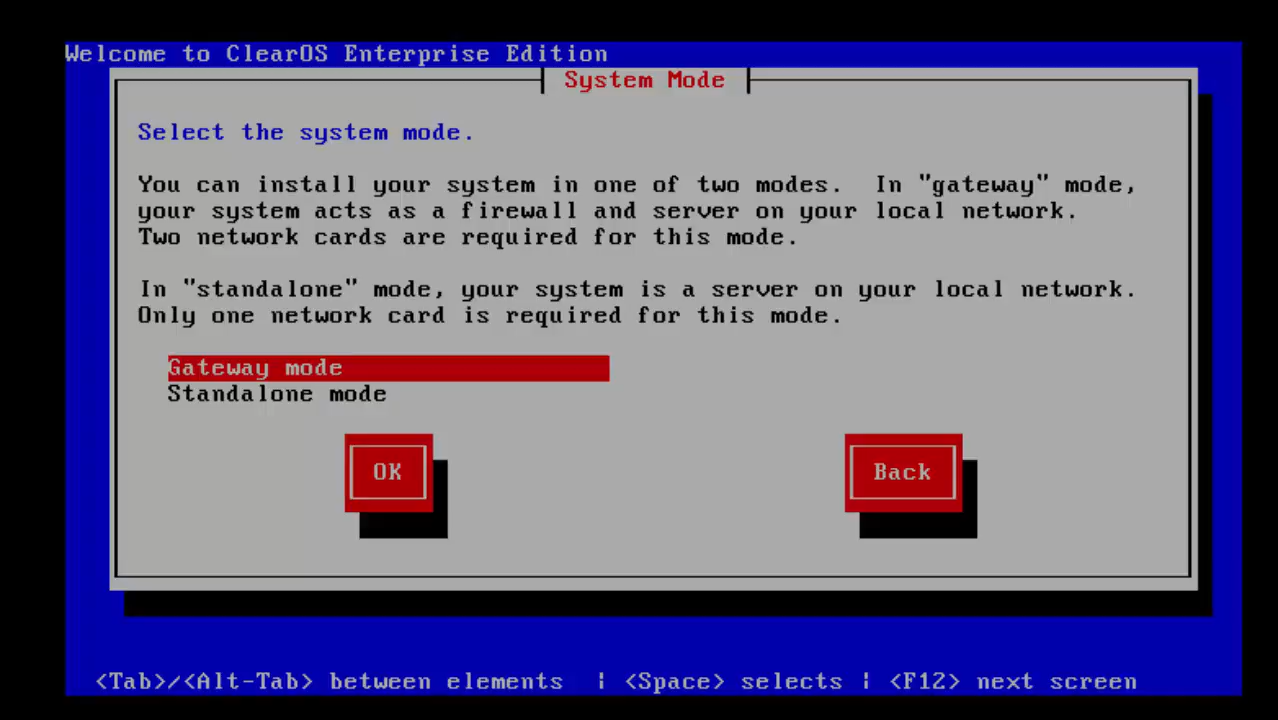 Welcome to ClearOS Enterprise Edition
System Mode
Select the system mode.
You can install your system in one of two modes.  In "gateway" mode,
your system acts as a firewall and server on your local network.
Two network cards are required for this mode.
In "standalone" mode, your system is a server on your local network.
Only one network card is required for this mode.
Gateway mode
Standalone mode
OK Back
<Tab>/<Alt-Tab> between elements  | <Space> selects | <F12> next screen